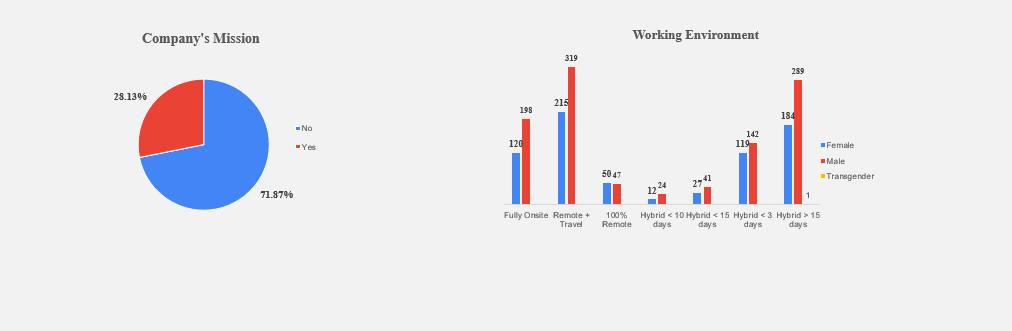 Company's Mission
28.13%
71.87%
No
Yes
Working Environment
120
198
215
319
50
47
12
24
27
41
119
142
184
289
1
Fully Onsite
Remote +
Travel
100%
Remote
Hybrid < 10
days
Hybrid < 15
days
Hybrid < 3
days
Hybrid > 15
days
Female
Male
Transgender